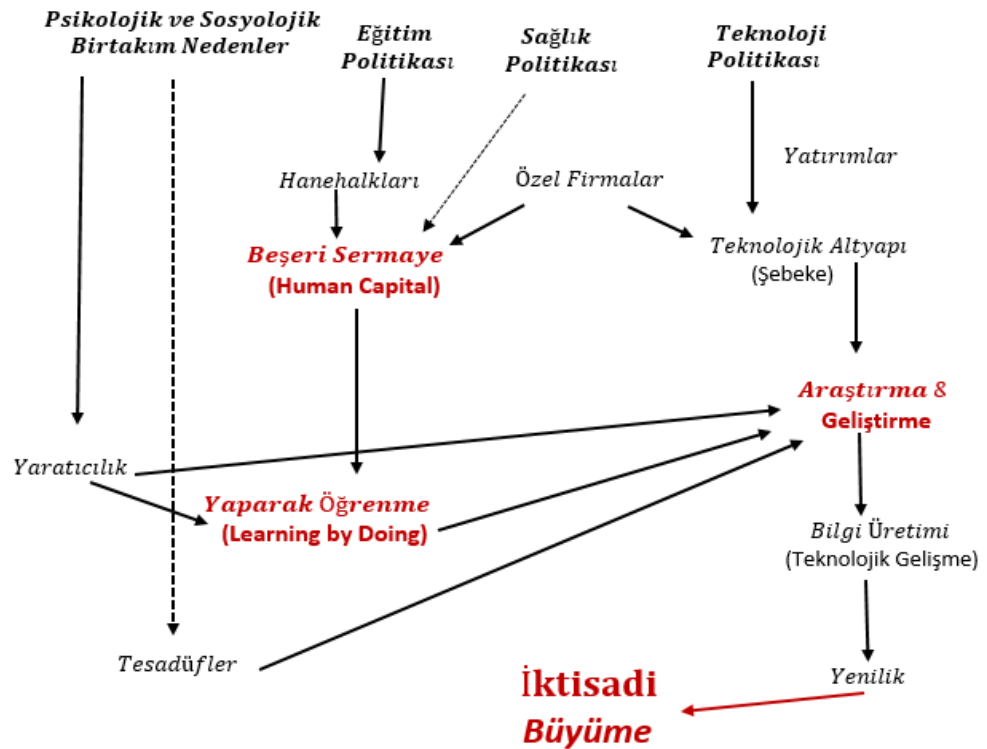 Psikolojik ve Sosyolojik
Birtakım Nedenler
Eğitim
Politikası
Sağlık
Politikası
Teknoloji
Politikası
Yatırımlar
Hanehalkları
Özel Firmalar
Beşeri Sermaye
(Human Capital)
Teknolojik Altyapı
(Şebeke)
Araştırma &
Geliştirme
Yaratıcılık
Yaparak Öğrenme
(Learning by Doing)
Bilgi Üretimi
(Teknolojik Gelişme)
Tesadüfler
Yenilik
İktisadi
Büyüme